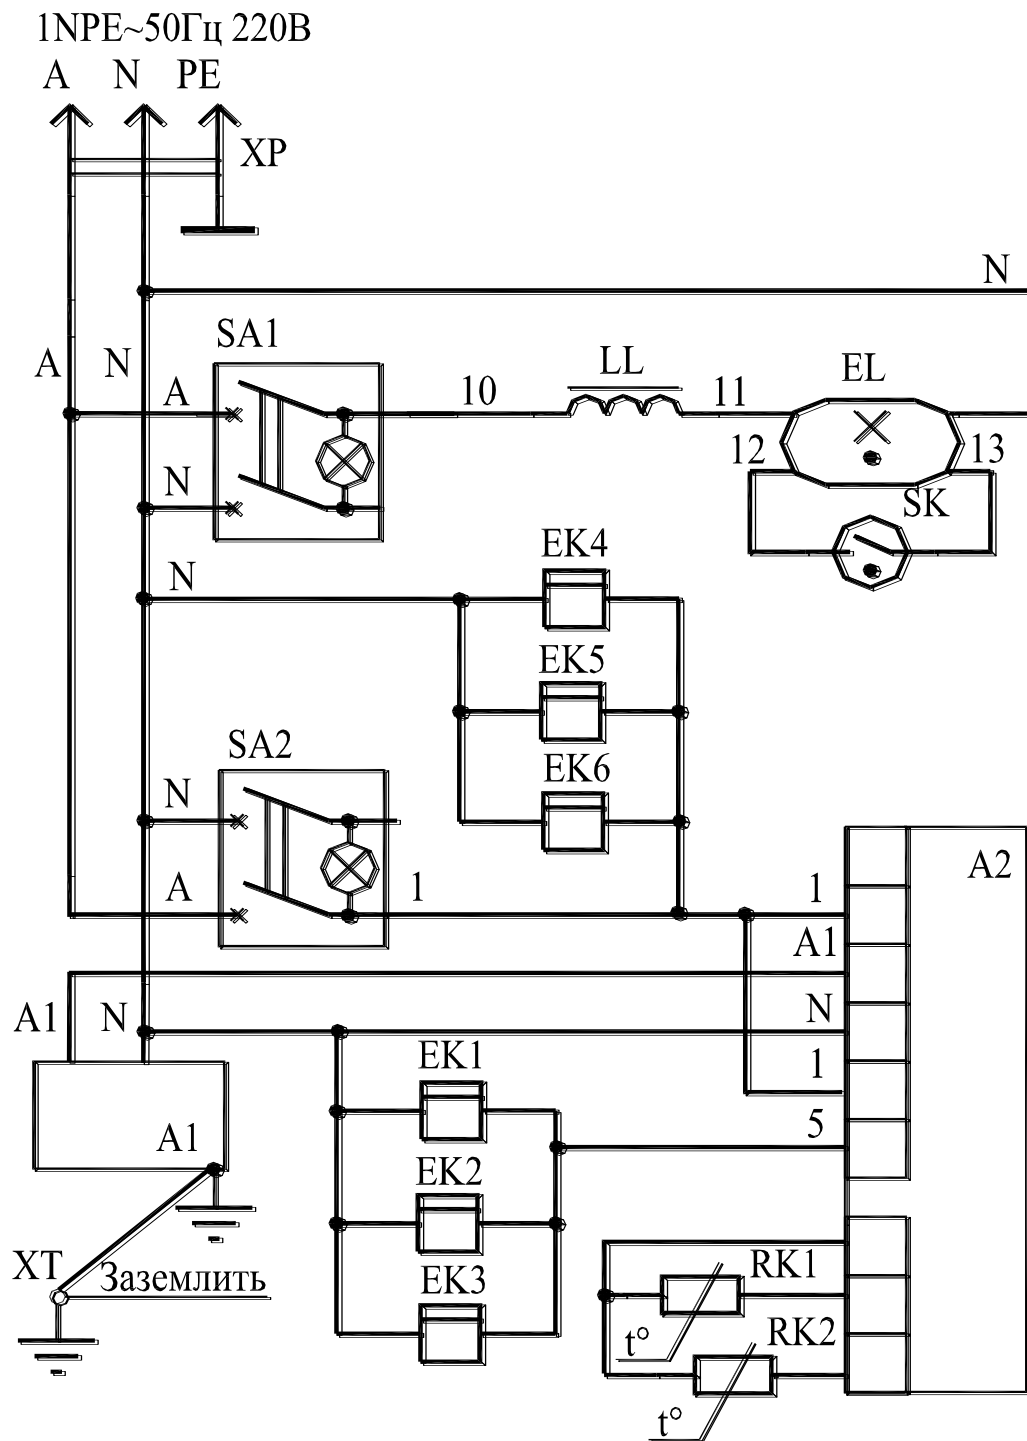 1NPE~50Гц 220В
A N PE
XP
N
SA1
A N
A 10 LL 11 EL
12 13
N
SK
EK4
N
EK5
SA2
EK6
N
A2
A 1 1
A1
A1 N N
EK1 1
A1 5
EK2
XT Заземлить
EK3
RK1
t°
RK2
t°